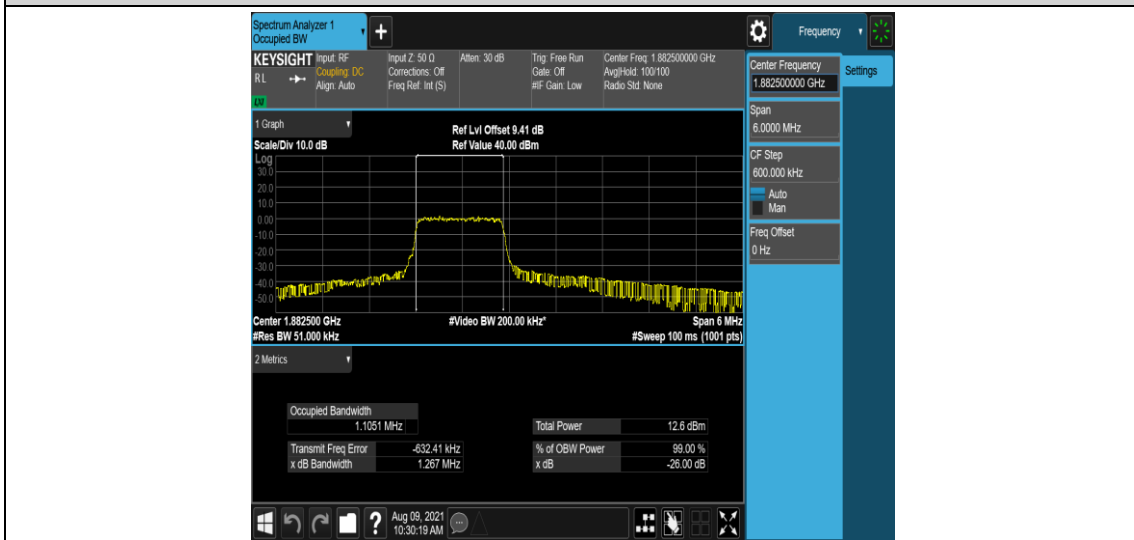 Spectrum Analyzer 1
Occupied BW
+
Frequency
KEYSIGHT
RL
LXI
Input: RF
Coupling: DC
Align: Auto
Input Z: 50 Ω
Corrections: Off
Freq Ref: Int (S)
Atten: 30 dB
Trig: Free Run
Gate: Off
#IF Gain: Low
Center Freq: 1.882500000 GHz
Avg|Hold: 100/100
Radio Std: None
Center Frequency
1.882500000 GHz
Settings
Span
6.0000 MHz
CF Step
600.000 kHz
Auto
Man
Freq Offset
0 Hz
1 Graph
Ref Lvl Offset 9.41 dB
Scale/Div 10.0 dB
Ref Value 40.00 dBm
Log
30.0
20.0
10.0
0.00
-10.0
-20.0
-30.0
-40.0
-50.0
Center 1.882500 GHz
#Video BW 200.00 kHz*
Span 6 MHz
#Res BW 51.000 kHz
#Sweep 100 ms (1001 pts)
2 Metrics
Occupied Bandwidth
1.1051 MHz
Total Power 12.6 dBm
Transmit Freq Error -632.41 kHz
% of OBW Power 99.00 %
x dB Bandwidth 1.267 MHz
x dB -26.00 dB
?
Aug 09, 2021
10:30:19 AM